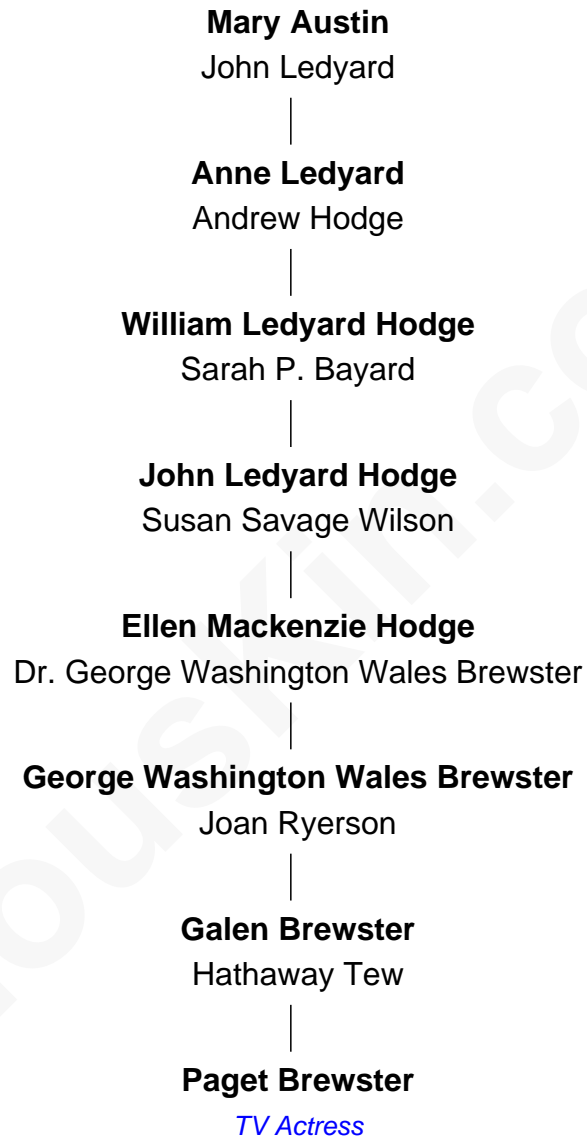 Mary Austin
John Ledyard
Anne Ledyard
Andrew Hodge
William Ledyard Hodge
Sarah P. Bayard
John Ledyard Hodge
Susan Savage Wilson
Ellen Mackenzie Hodge
Dr. George Washington Wales Brewster
George Washington Wales Brewster
Joan Ryerson
Galen Brewster
Hathaway Tew
Paget Brewster
TV Actress